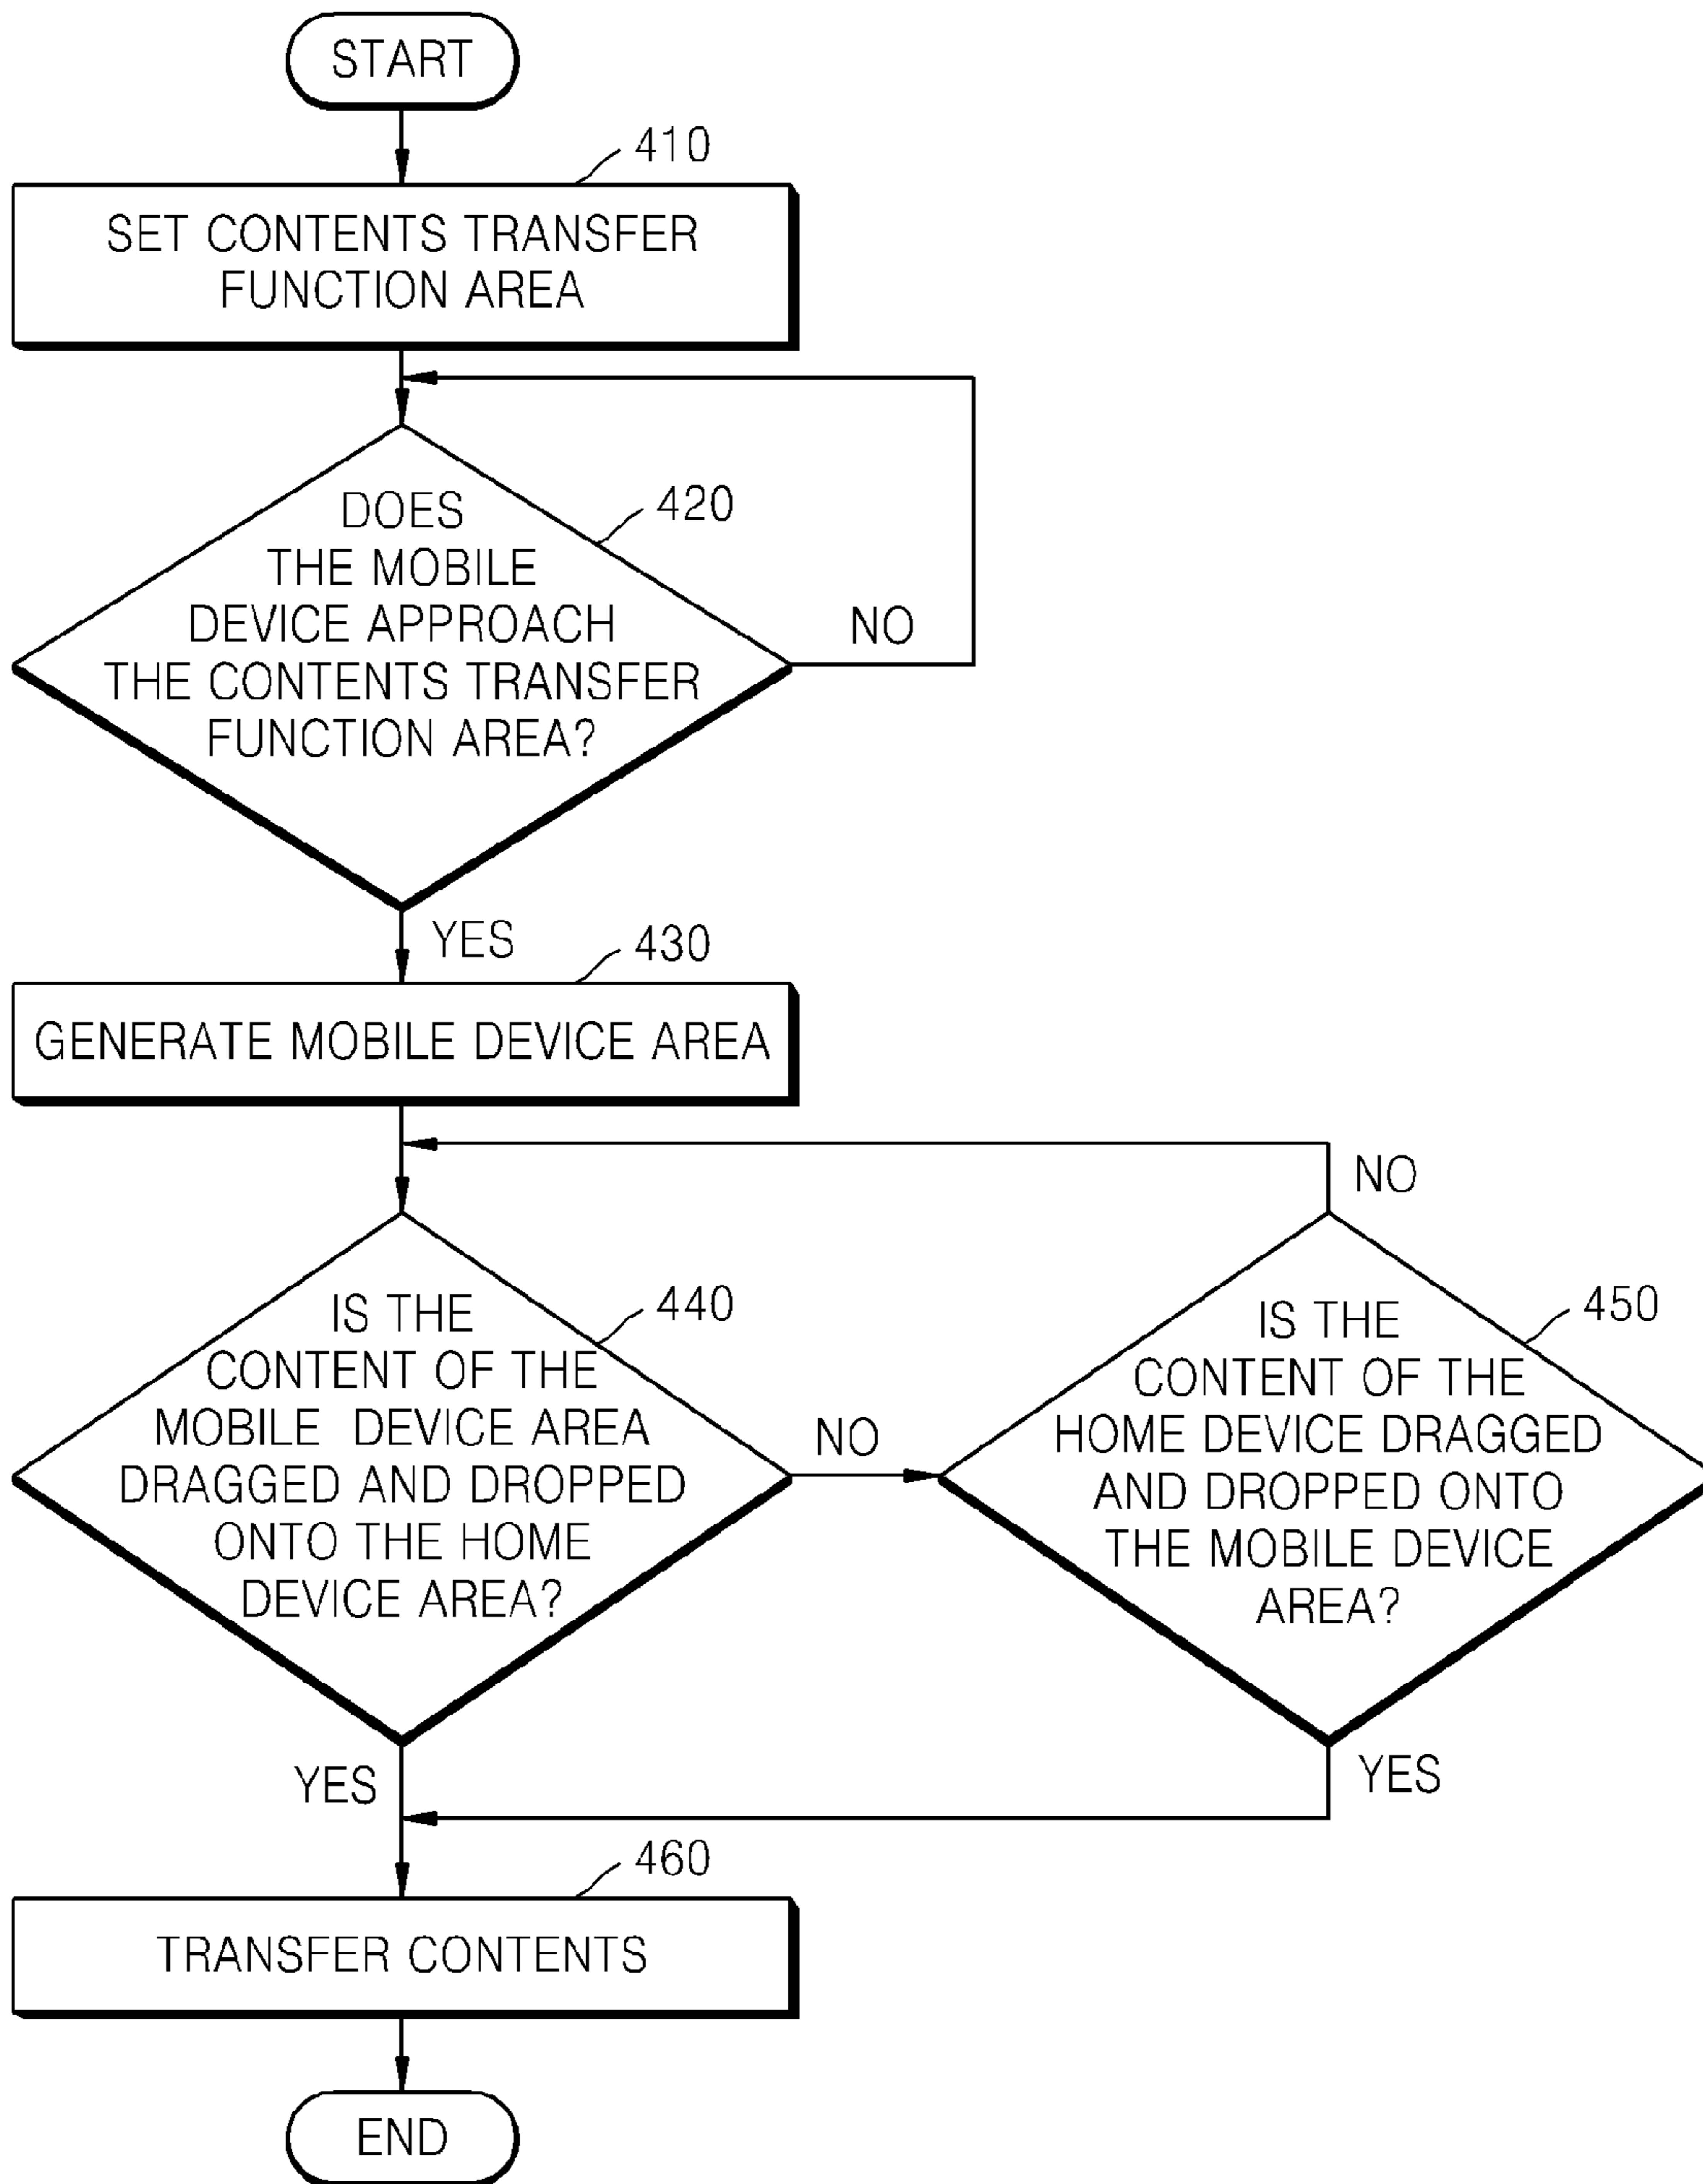 START
410
SET CONTENTS TRANSFER
FUNCTION AREA
420
DOES
THE MOBILE
DEVICE APPROACH
THE CONTENTS TRANSFER
FUNCTION AREA?
NO
YES
430
GENERATE MOBILE DEVICE AREA
440
IS THE
CONTENT OF THE
MOBILE DEVICE AREA
DRAGGED AND DROPPED
ONTO THE HOME
DEVICE AREA?
NO
NO
450
IS THE
CONTENT OF THE
HOME DEVICE DRAGGED
AND DROPPED ONTO
THE MOBILE DEVICE
AREA?
YES
YES
460
TRANSFER CONTENTS
END